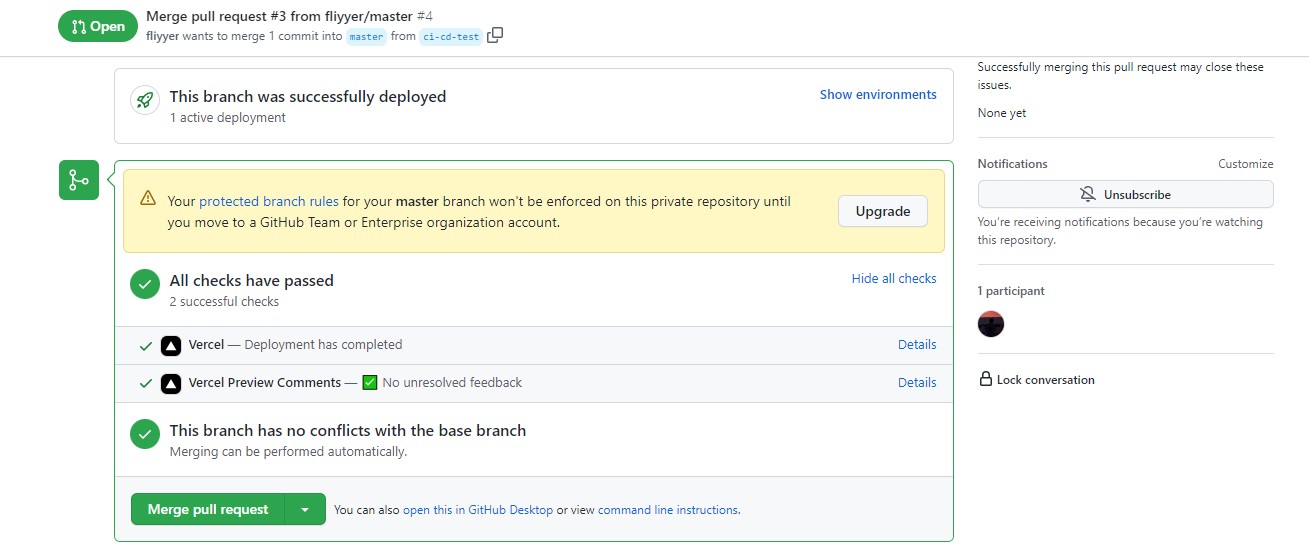 Open
Merge pull request #3 from fliyyer/master #4
fliyyer wants to merge 1 commit into master from ci-cd-test
This branch was successfully deployed
1 active deployment
Show environments
Your protected branch rules for your master branch won't be enforced on this private repository until
you move to a GitHub Team or Enterprise organization account.
Upgrade
All checks have passed
2 successful checks
Hide all checks
Vercel — Deployment has completed
Details
Vercel Preview Comments — ✅ No unresolved feedback
Details
This branch has no conflicts with the base branch
Merging can be performed automatically.
Merge pull request
You can also open this in GitHub Desktop or view command line instructions.
Successfully merging this pull request may close these
issues.
None yet
Notifications
Customize
Unsubscribe
You're receiving notifications because you're watching
this repository.
1 participant
Lock conversation